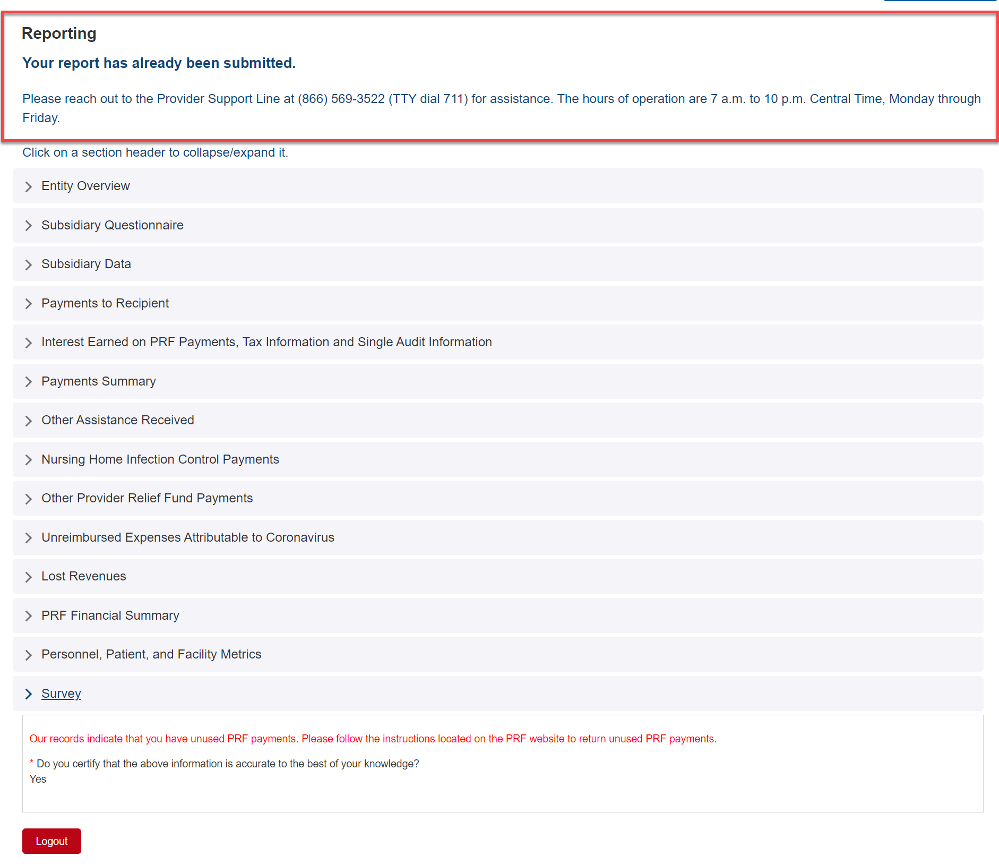 Reporting
Your report has already been submitted.
Please reach out to the Provider Support Line at (866) 569-3522 (TTY dial 711) for assistance. The hours of operation are 7 a.m. to 10 p.m. Central Time, Monday through
Friday.
Click on a section header to collapse/expand it.
Entity Overview
Subsidiary Questionnaire
Subsidiary Data
Payments to Recipient
Interest Earned on PRF Payments, Tax Information and Single Audit Information
Payments Summary
Other Assistance Received
Nursing Home Infection Control Payments
Other Provider Relief Fund Payments
Unreimbursed Expenses Attributable to Coronavirus
Lost Revenues
PRF Financial Summary
Personnel, Patient, and Facility Metrics
Survey
Our records indicate that you have unused PRF payments. Please follow the instructions located on the PRF website to return unused PRF payments.
* Do you certify that the above information is accurate to the best of your knowledge?
Yes
Logout